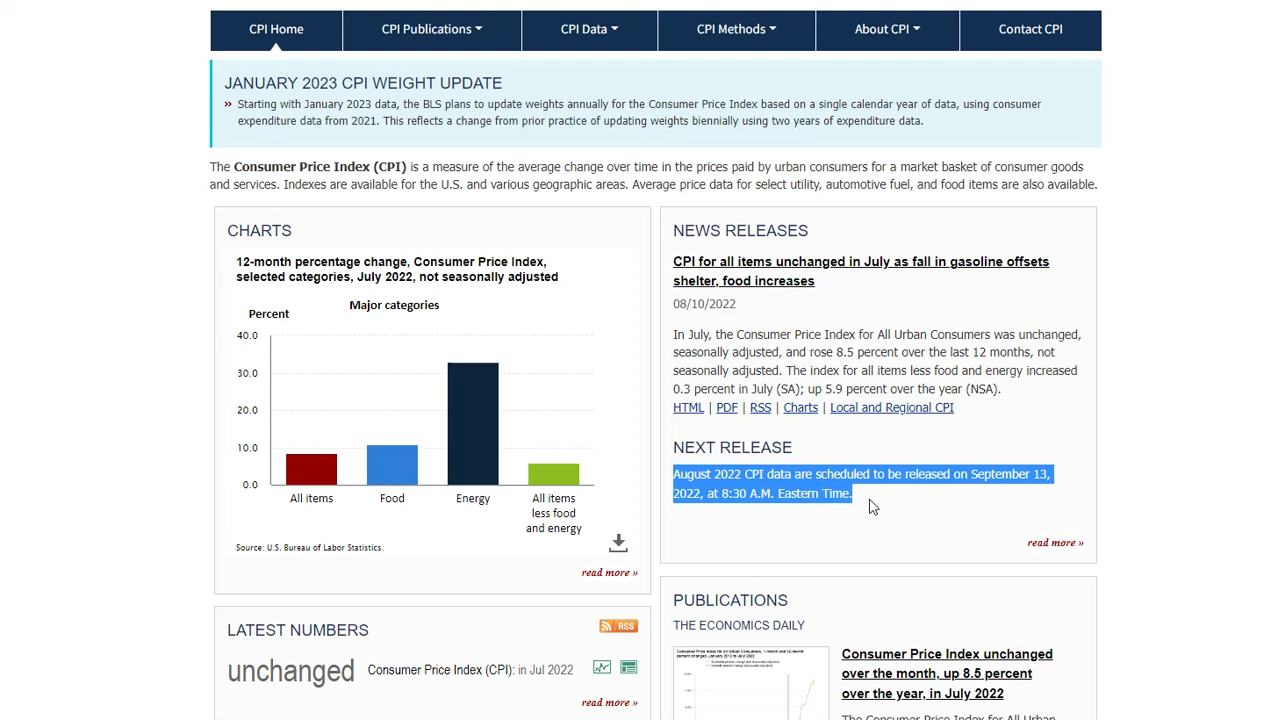 CPI Home
CPI Publications
CPI Data
CPI Methods
About CPI
Contact CPI
JANUARY 2023 CPI WEIGHT UPDATE
» Starting with January 2023 data, the BLS plans to update weights annually for the Consumer Price Index based on a single calendar year of data, using consumer
expenditure data from 2021. This reflects a change from prior practice of updating weights biennially using two years of expenditure data.
The Consumer Price Index (CPI) is a measure of the average change over time in the prices paid by urban consumers for a market basket of consumer goods
and services. Indexes are available for the U.S. and various geographic areas. Average price data for select utility, automotive fuel, and food items are also available.
CHARTS
12-month percentage change, Consumer Price Index,
selected categories, July 2022, not seasonally adjusted
Major categories
Percent
40.0
30.0
20.0
10.0
0.0
All items
Food
Energy
All items
less food
and energy
Source: U.S. Bureau of Labor Statistics.
read more »
NEWS RELEASES
CPI for all items unchanged in July as fall in gasoline offsets
shelter, food increases
08/10/2022
In July, the Consumer Price Index for All Urban Consumers was unchanged,
seasonally adjusted, and rose 8.5 percent over the last 12 months, not
seasonally adjusted. The index for all items less food and energy increased
0.3 percent in July (SA); up 5.9 percent over the year (NSA).
HTML | PDF | RSS | Charts | Local and Regional CPI
NEXT RELEASE
August 2022 CPI data are scheduled to be released on September 13,
2022, at 8:30 A.M. Eastern Time.
read more »
LATEST NUMBERS
RSS
unchanged
Consumer Price Index (CPI): in Jul 2022
read more »
PUBLICATIONS
THE ECONOMICS DAILY
Consumer Price Index unchanged
over the month, up 8.5 percent
over the year, in July 2022
The Consumer Price Index for All Urban